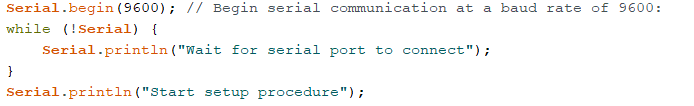 Serial.begin(9600); // Begin serial communication at a baud rate of 9600:
while (!Serial) {
    Serial.println("Wait for serial port to connect");
}
Serial.println("Start setup procedure");